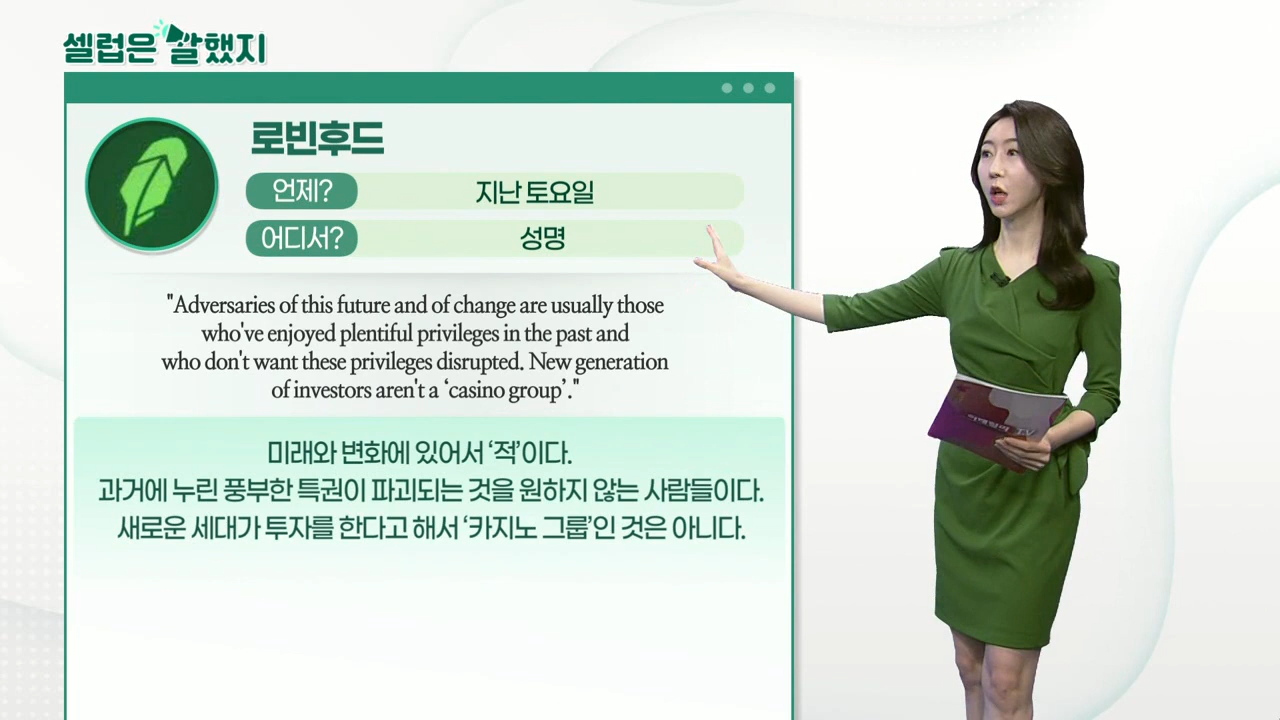 셀럽은 말했지
로빈후드
언제? 지난 토요일
어디서? 성명
"Adversaries of this future and of change are usually those
who've enjoyed plentiful privileges in the past and
who don't want these privileges disrupted. New generation
of investors aren't a ‘casino group’."
미래와 변화에 있어서 ‘적’이다.
과거에 누린 풍부한 특권이 파괴되는 것을 원하지 않는 사람들이다.
새로운 세대가 투자를 한다고 해서 ‘카지노 그룹’인 것은 아니다.